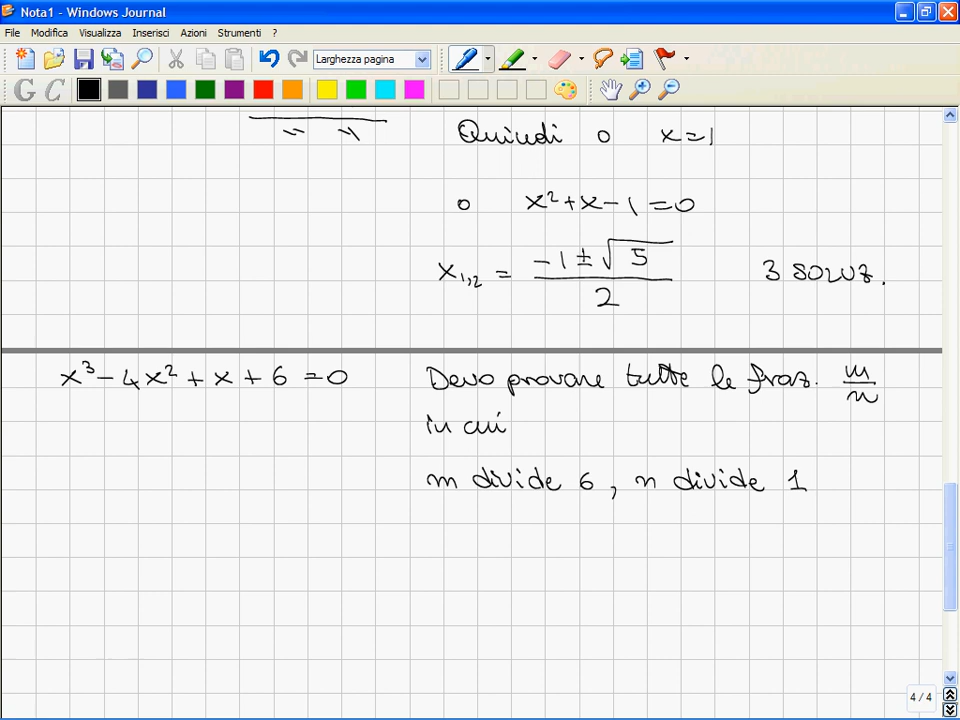 Nota1 - Windows Journal
File Modifica Visualizza Inserisci Azioni Strumenti ?
Larghezza pagina
G C
Quindi o x=1
o x²+x-1=0
x₁,₂ = (-1±√5)/2 3 soluz.
x³-4x²+x+6=0 Devo provare tutte le fraz. m/n
in cui
m divide 6, n divide 1
4 / 4